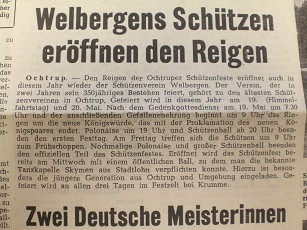 Welbergens Schützen
eröffnen den Reigen
Ochtrup. — Den Reigen der Ochtruper Schützenfeste eröffnet auch
in diesem Jahr wieder der Schützenverein Welbergen. Der Verein, der in
zwei Jahren sein 350jähriges Bestehen feiert, gehört zu den ältesten Schüt-
zenvereinen in Ochtrup. Gefeiert wird in diesem Jahr am 19. (Himmel-
fahrtstag) und 20. Mai. Nach dem Gedenkgottesdienst am 19. Mai um 7.30
Uhr und der anschließenden Gefallenenehrung beginnt um 9 Uhr das Rin-
gen um die neue Königswürde, das mit der Proklamation des neuen Kö-
nigspaares endet. Polonaise um 19 Uhr und Schützenball ab 20 Uhr been-
den den ersten Festtag. Am Freitag treffen sich die Schützen um 9 Uhr
zum Frühschoppen. Nochmalige Polonaise und großer Schützenball beenden
den offiziellen Teil des Schützenfestes. Eröffnet wird das Schützenfest be-
reits am Mittwoch mit einem öffentlichen Ball, zu dem man die bekannte
Tanzkapelle Skymen aus Stadtlohn verpflichten konnte. Hierzu ist beson-
ders die jüngere Generation aus Ochtrup und Umgebung eingeladen. Ge-
feiert wird an allen drei Tagen im Festzelt bei Krumme.
Zwei Deutsche Meisterinnen